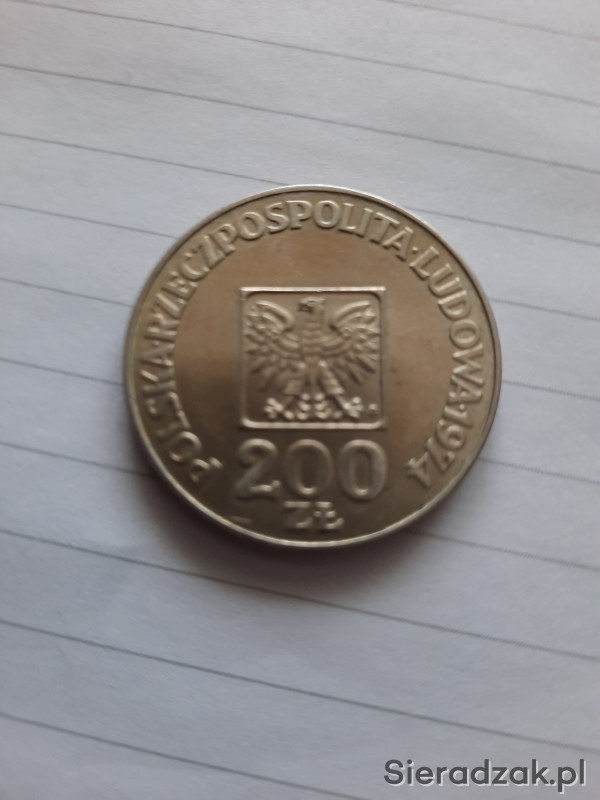 POLSKA·RZECZPOSPOLITA·LUDOWA·1974
200
ZŁ
Sieradzak.pl